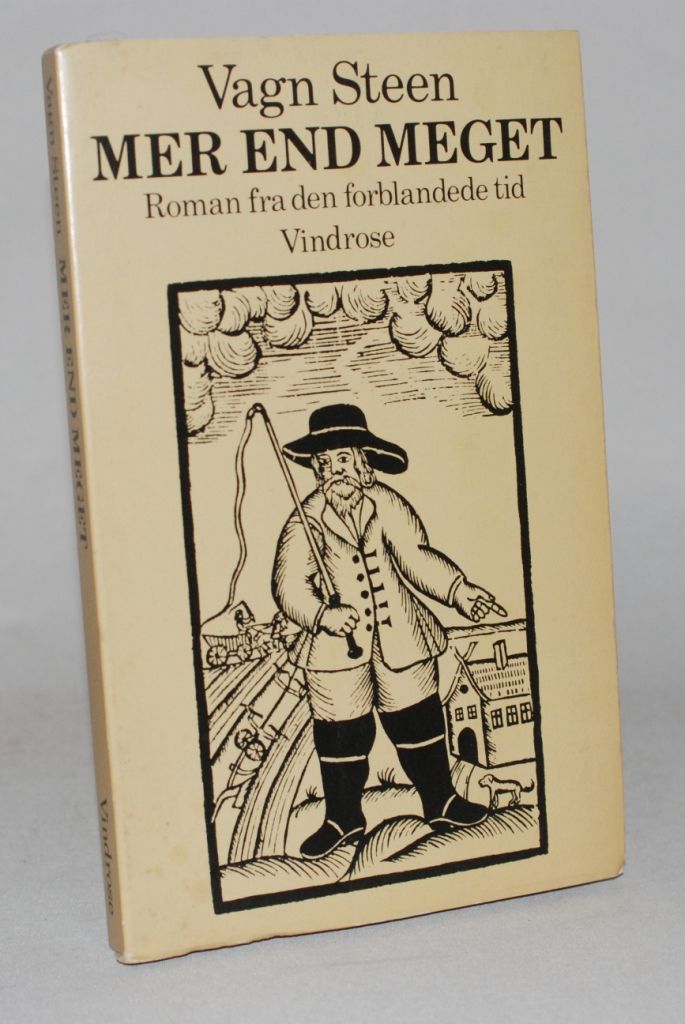 Vagn Steen
MER END MEGET
Roman fra den forblandede tid
Vindrose
Vagn Steen MER END MEGET Vindrose